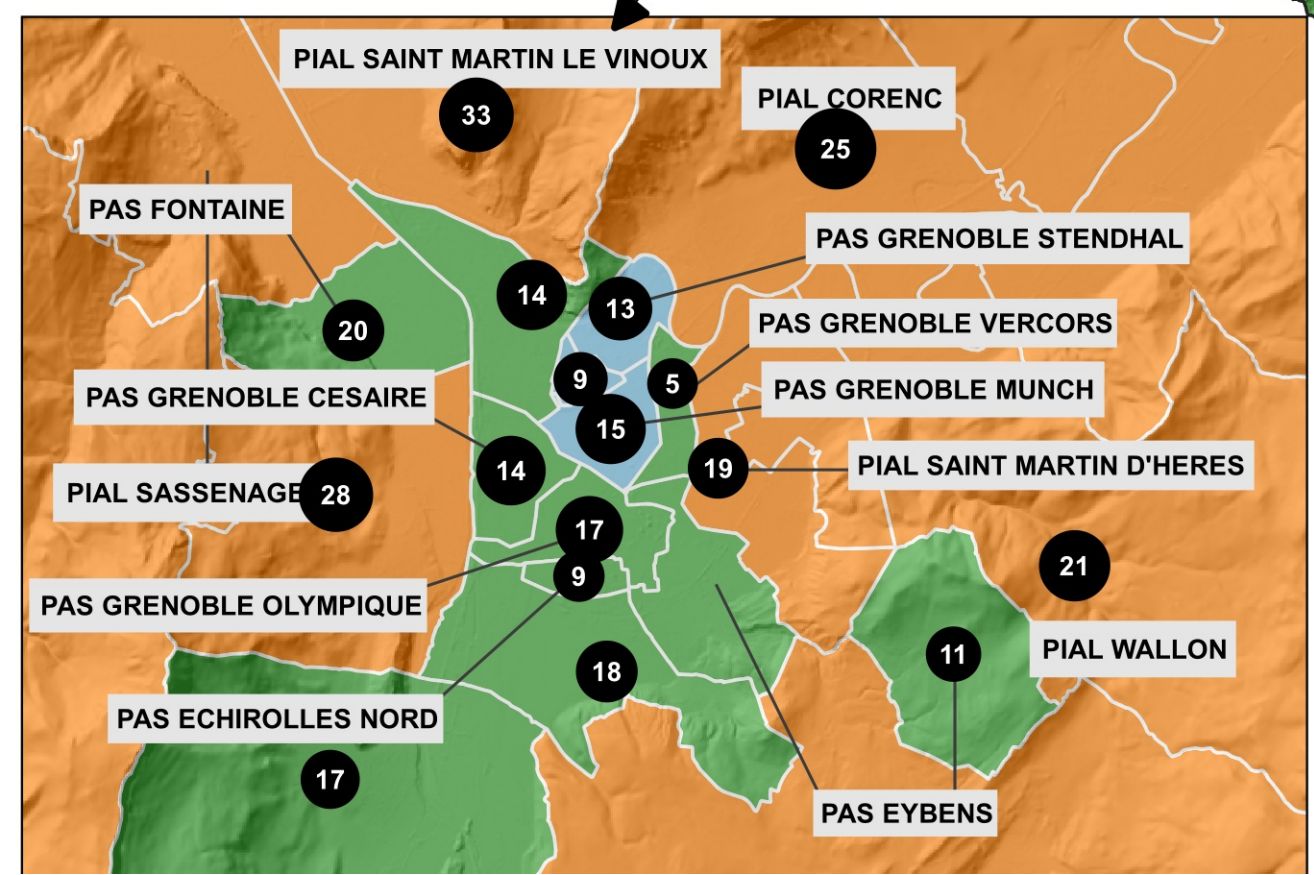 PIAL SAINT MARTIN LE VINOUX
33
PIAL CORENC
25
PAS FONTAINE
PAS GRENOBLE STENDHAL
14
13
20
PAS GRENOBLE VERCORS
9
5
PAS GRENOBLE CESAIRE
PAS GRENOBLE MUNCH
15
14
19
PIAL SAINT MARTIN D'HERES
PIAL SASSENAGE
28
17
21
9
PAS GRENOBLE OLYMPIQUE
18
11
PIAL WALLON
PAS ECHIROLLES NORD
17
PAS EYBENS